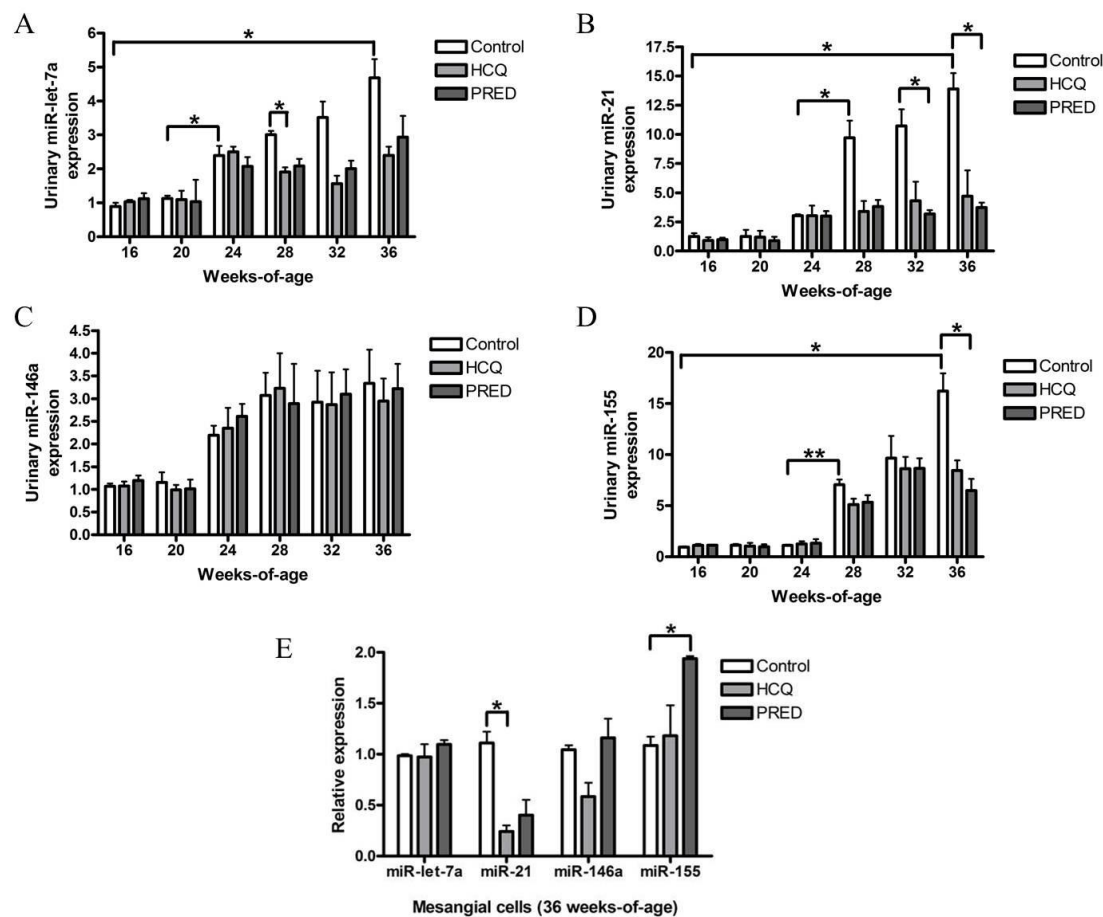 A
Urinary miR-let-7a
expression
6
5
4
3
2
1
0
*
*
*
Control
HCQ
PRED
16 20 24 28 32 36
Weeks-of-age
B
Urinary miR-21
expression
17.5
15.0
12.5
10.0
7.5
5.0
2.5
0.0
*
*
*
*
Control
HCQ
PRED
16 20 24 28 32 36
Weeks-of-age
C
Urinary miR-146a
expression
4.5
4.0
3.5
3.0
2.5
2.0
1.5
1.0
0.5
0.0
Control
HCQ
PRED
16 20 24 28 32 36
Weeks-of-age
D
Urinary miR-155
expression
20
15
10
5
0
*
*
**
Control
HCQ
PRED
16 20 24 28 32 36
Weeks-of-age
E
Relative expression
2.0
1.5
1.0
0.5
0.0
*
*
Control
HCQ
PRED
miR-let-7a miR-21 miR-146a miR-155
Mesangial cells (36 weeks-of-age)